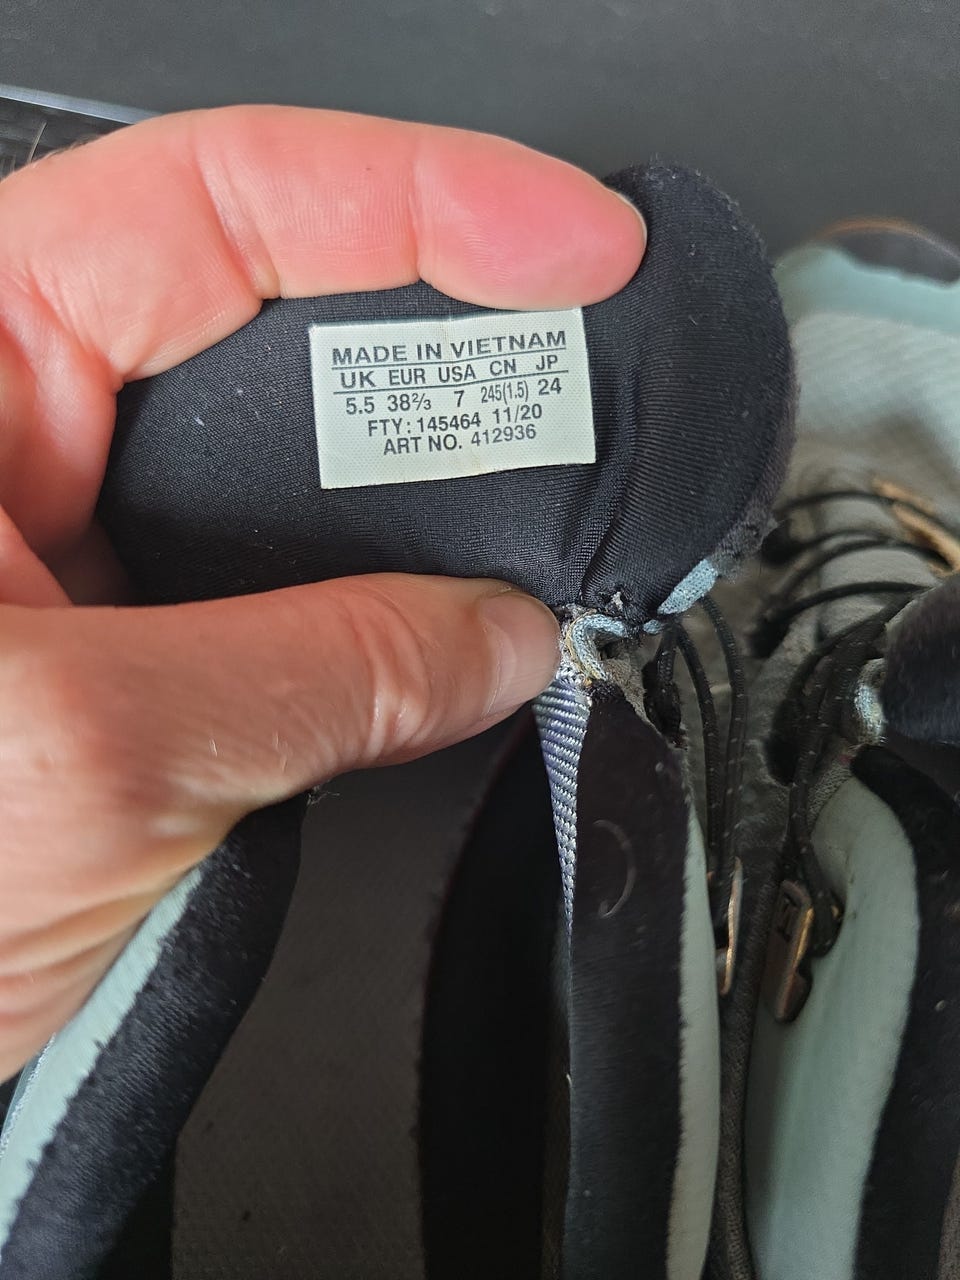 MADE IN VIETNAM
UK EUR USA CN JP
5.5 38⅔ 7 245(1.5) 24
FTY: 145464 11/20
ART NO. 412936